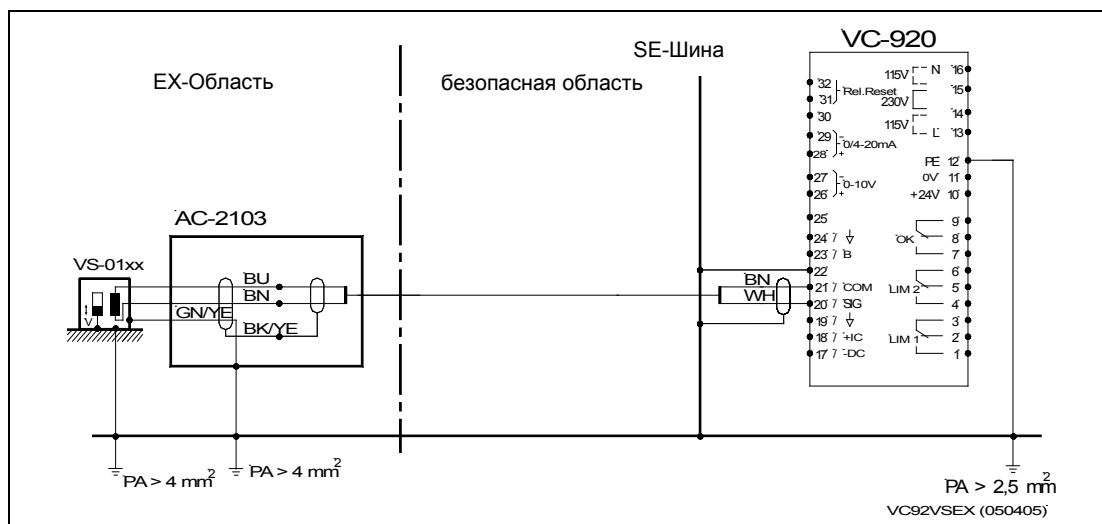 VC-920
SE-Шина
EX-Область
безопасная область
115V N 16
32
31 Rel.Reset
230V 15
30
14
115V L 13
29 −
28 + 0/4-20mA
PE 12
27 −
26 + 0-10V
0V 11
+24V 10
25
9
24
OK 8
23 B
7
22
6
21 COM
LIM 2 5
20 SIG
4
19
3
18 +IC
LIM 1 2
17 -DC
1
AC-2103
VS-01xx
BU
BN
GN/YE
BK/YE
V
BN
WH
PA > 4 mm²
PA > 4 mm²
PA > 2,5 mm²
VC92VSEX (050405)